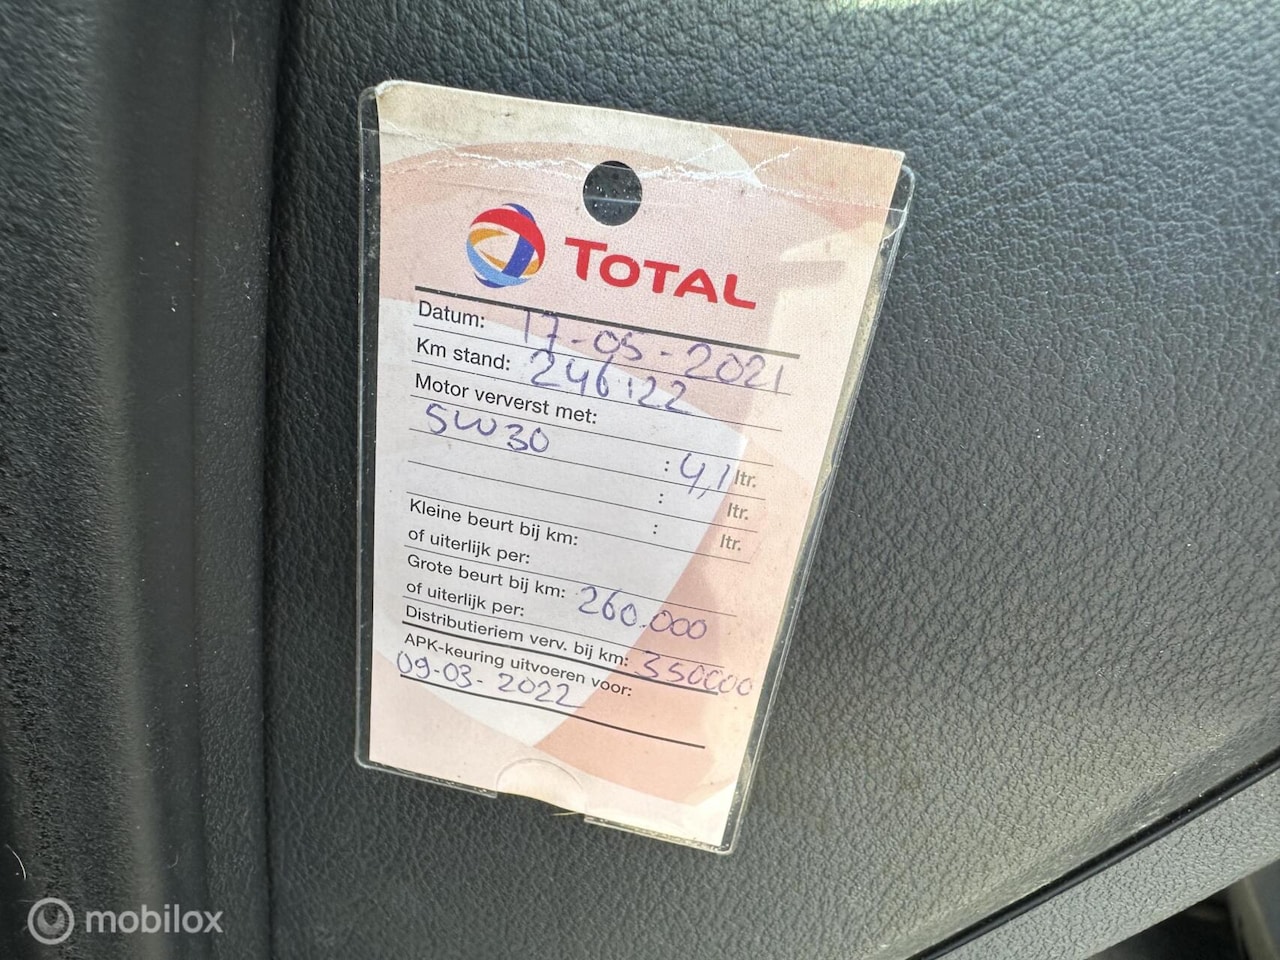 TOTAL
Datum: 17-05-2021
Km stand: 246122
Motor ververst met:
5W30 : 4,1 ltr.
: ltr.
: ltr.
Kleine beurt bij km:
of uiterlijk per:
Grote beurt bij km: 260.000
of uiterlijk per:
Distributieriem verv. bij km: 350000
APK-keuring uitvoeren voor:
09-03-2022
mobilox